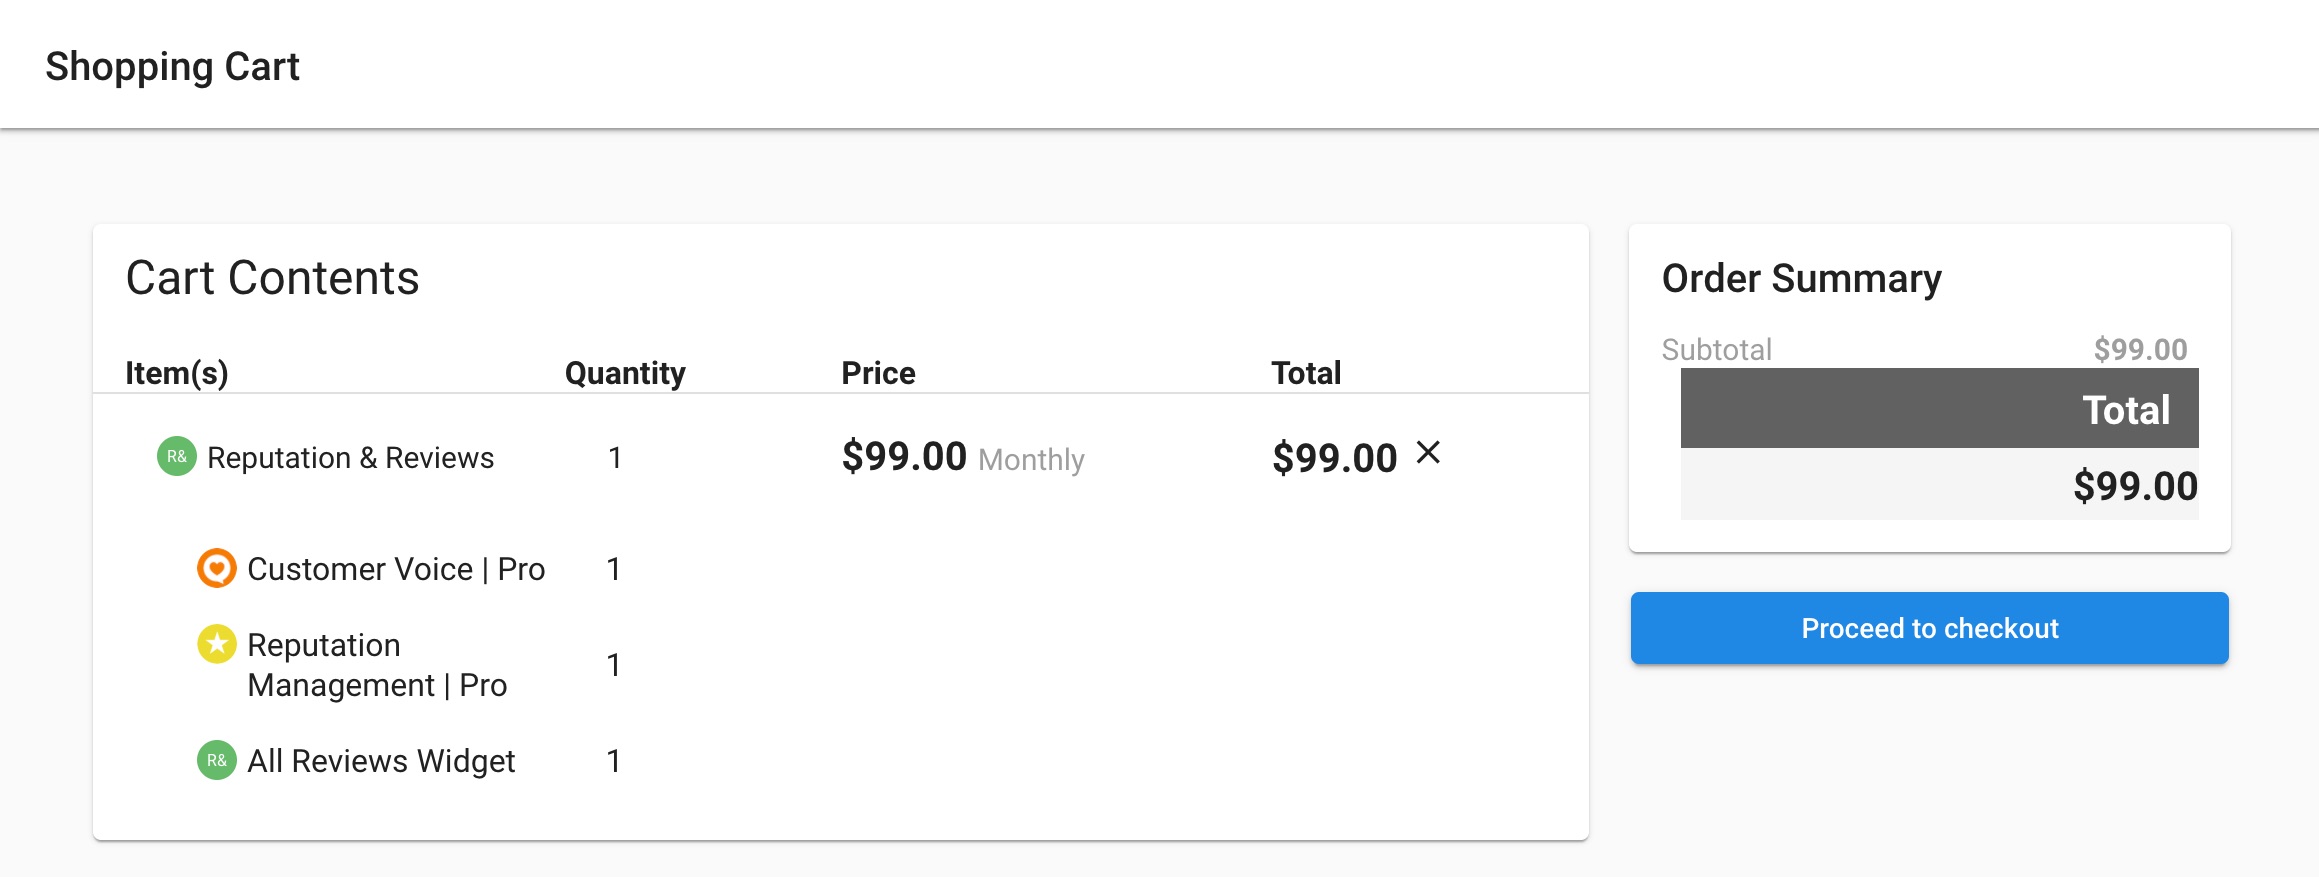 Shopping Cart
Cart Contents
Item(s) Quantity Price Total
R& Reputation & Reviews 1 $99.00 Monthly $99.00 ×
Customer Voice | Pro 1
Reputation
Management | Pro 1
R& All Reviews Widget 1
Order Summary
Subtotal $99.00
Total
$99.00
Proceed to checkout